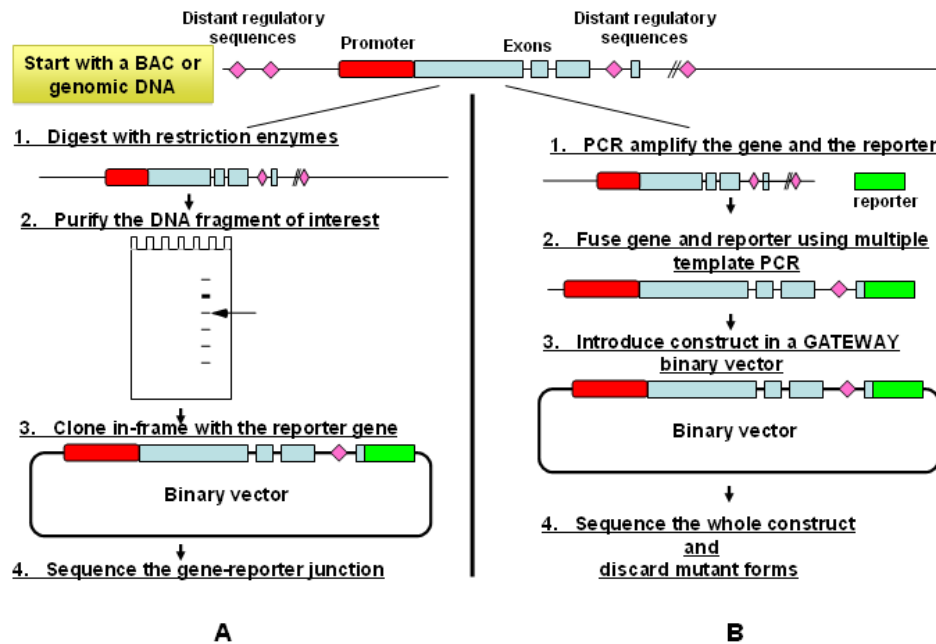 Distant regulatory
sequences
Distant regulatory
sequences
Promoter
Exons
Start with a BAC or
genomic DNA
1. Digest with restriction enzymes
2. Purify the DNA fragment of interest
3. Clone in-frame with the reporter gene
Binary vector
4. Sequence the gene-reporter junction
A
1. PCR amplify the gene and the reporter
reporter
2. Fuse gene and reporter using multiple
template PCR
3. Introduce construct in a GATEWAY
binary vector
Binary vector
4. Sequence the whole construct
and
discard mutant forms
B